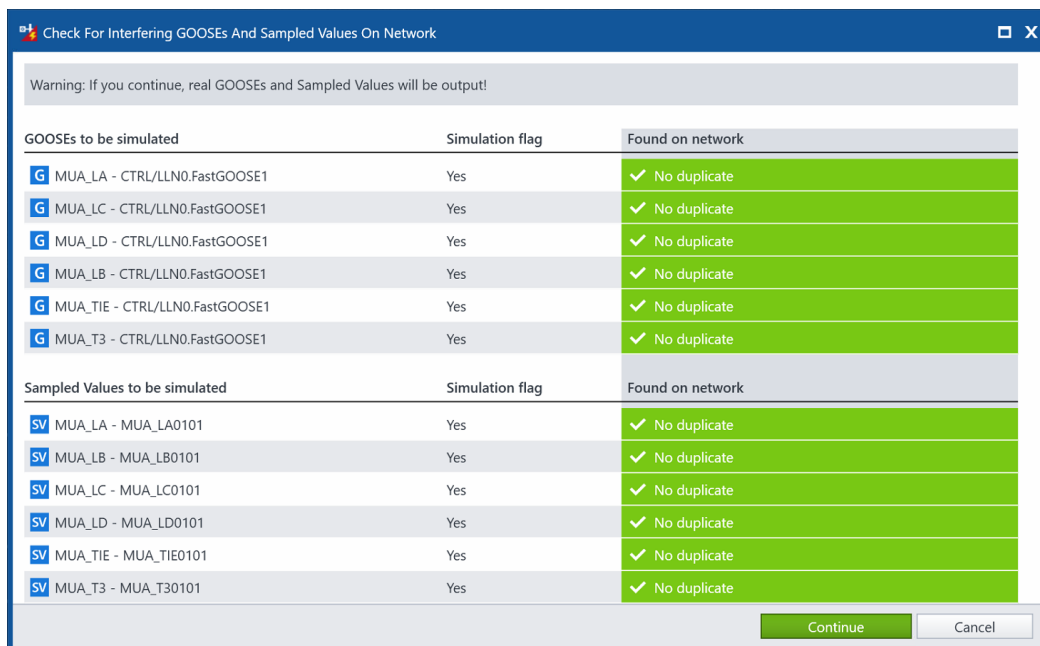 Check For Interfering GOOSEs And Sampled Values On Network
Warning: If you continue, real GOOSEs and Sampled Values will be output!
GOOSEs to be simulated Simulation flag Found on network
G MUA_LA - CTRL/LLN0.FastGOOSE1 Yes No duplicate
G MUA_LC - CTRL/LLN0.FastGOOSE1 Yes No duplicate
G MUA_LD - CTRL/LLN0.FastGOOSE1 Yes No duplicate
G MUA_LB - CTRL/LLN0.FastGOOSE1 Yes No duplicate
G MUA_TIE - CTRL/LLN0.FastGOOSE1 Yes No duplicate
G MUA_T3 - CTRL/LLN0.FastGOOSE1 Yes No duplicate
Sampled Values to be simulated Simulation flag Found on network
SV MUA_LA - MUA_LA0101 Yes No duplicate
SV MUA_LB - MUA_LB0101 Yes No duplicate
SV MUA_LC - MUA_LC0101 Yes No duplicate
SV MUA_LD - MUA_LD0101 Yes No duplicate
SV MUA_TIE - MUA_TIE0101 Yes No duplicate
SV MUA_T3 - MUA_T30101 Yes No duplicate
Continue Cancel